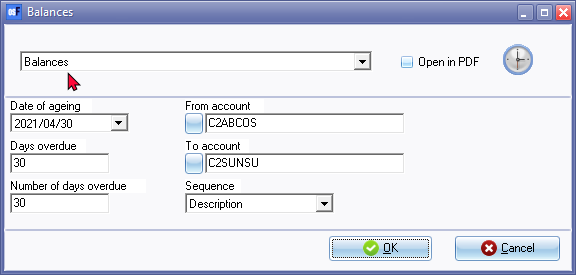 Balances
Balances
Open in PDF
Date of ageing
From account
2021/04/30
C2ABCOS
Days overdue
To account
30
C2SUNSU
Number of days overdue
Sequence
30
Description
OK
Cancel